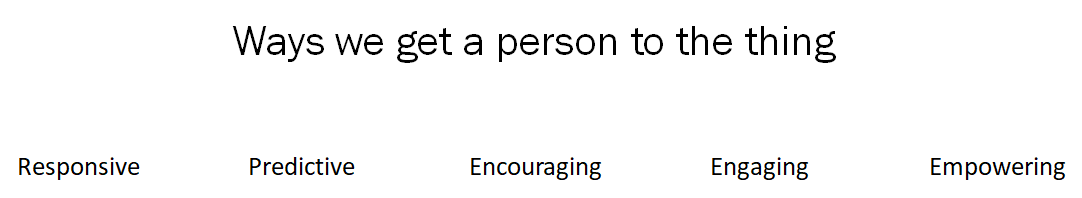 Ways we get a person to the thing
Responsive Predictive Encouraging Engaging Empowering